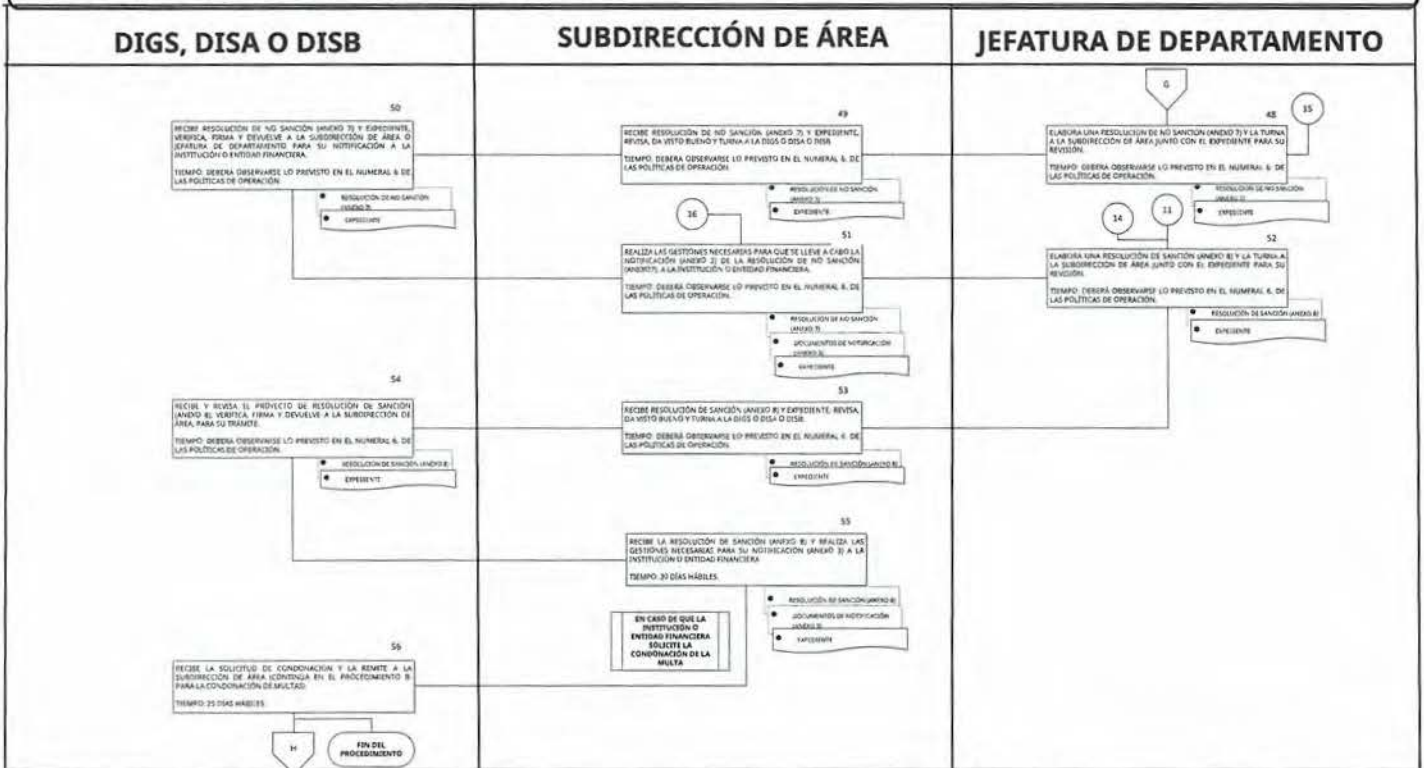 DIGS, DISA O DISB
SUBDIRECCIÓN DE ÁREA
JEFATURA DE DEPARTAMENTO
G
35
48
ELABORA UNA RESOLUCIÓN DE NO SANCIÓN (ANEXO 7) Y LA TURNA
A LA SUBDIRECCIÓN DE ÁREA JUNTO CON EL EXPEDIENTE PARA SU
REVISIÓN.
TIEMPO: DEBERÁ OBSERVARSE LO PREVISTO EN EL NUMERAL 6. DE
LAS POLÍTICAS DE OPERACIÓN.
RESOLUCIÓN DE NO SANCIÓN
EXPEDIENTE
49
RECIBE RESOLUCIÓN DE NO SANCIÓN (ANEXO 7) Y EXPEDIENTE,
REVISA, DA VISTO BUENO Y TURNA A LA DIGS O DISA O DISB.
TIEMPO: DEBERÁ OBSERVARSE LO PREVISTO EN EL NUMERAL 6. DE
LAS POLÍTICAS DE OPERACIÓN.
RESOLUCIÓN DE NO SANCIÓN
(ANEXO 7)
EXPEDIENTE
50
RECIBE RESOLUCIÓN DE NO SANCIÓN (ANEXO 7) Y EXPEDIENTE,
VERIFICA, FIRMA Y DEVUELVE A LA SUBDIRECCIÓN DE ÁREA O
JEFATURA DE DEPARTAMENTO PARA SU NOTIFICACIÓN A LA
INSTITUCIÓN O ENTIDAD FINANCIERA.
TIEMPO: DEBERÁ OBSERVARSE LO PREVISTO EN EL NUMERAL 6 DE
LAS POLÍTICAS DE OPERACIÓN.
RESOLUCIÓN DE NO SANCIÓN
(ANEXO 7)
EXPEDIENTE
36
51
REALIZA LAS GESTIONES NECESARIAS PARA QUE SE LLEVE A CABO LA
NOTIFICACIÓN (ANEXO 2) DE LA RESOLUCIÓN DE NO SANCIÓN
(ANEXO7), A LA INSTITUCIÓN O ENTIDAD FINANCIERA.
TIEMPO: DEBERÁ OBSERVARSE LO PREVISTO EN EL NUMERAL 6, DE
LAS POLÍTICAS DE OPERACIÓN.
RESOLUCIÓN DE NO SANCIÓN
(ANEXO 7)
DOCUMENTOS DE NOTIFICACIÓN
EXPEDIENTE
14
11
52
ELABORA UNA RESOLUCIÓN DE SANCIÓN (ANEXO 8) Y LA TURNA A
LA SUBDIRECCIÓN DE ÁREA JUNTO CON EL EXPEDIENTE PARA SU
REVISIÓN.
TIEMPO: DEBERÁ OBSERVARSE LO PREVISTO EN EL NUMERAL 6, DE
LAS POLÍTICAS DE OPERACIÓN.
RESOLUCIÓN DE SANCIÓN (ANEXO 8)
EXPEDIENTE
53
RECIBE RESOLUCIÓN DE SANCIÓN (ANEXO 8) Y EXPEDIENTE, REVISA,
DA VISTO BUENO Y TURNA A LA DIGS O DISA O DISB.
TIEMPO: DEBERÁ OBSERVARSE LO PREVISTO EN EL NUMERAL 6. DE
LAS POLÍTICAS DE OPERACIÓN.
RESOLUCIÓN DE SANCIÓN (ANEXO 8)
EXPEDIENTE
54
RECIBE Y REVISA EL PROYECTO DE RESOLUCIÓN DE SANCIÓN
(ANEXO 8), VERIFICA, FIRMA Y DEVUELVE A LA SUBDIRECCIÓN DE
ÁREA, PARA SU TRÁMITE.
TIEMPO: DEBERÁ OBSERVARSE LO PREVISTO EN EL NUMERAL 6, DE
LAS POLÍTICAS DE OPERACIÓN.
RESOLUCIÓN DE SANCIÓN (ANEXO 8)
EXPEDIENTE
55
RECIBE LA RESOLUCIÓN DE SANCIÓN (ANEXO 8) Y REALIZA LAS
GESTIONES NECESARIAS PARA SU NOTIFICACIÓN (ANEXO 3) A LA
INSTITUCIÓN O ENTIDAD FINANCIERA
TIEMPO: 30 DÍAS HÁBILES.
RESOLUCIÓN DE SANCIÓN (ANEXO 8)
DOCUMENTOS DE NOTIFICACIÓN
EXPEDIENTE
EN CASO DE QUE LA
INSTITUCIÓN O
ENTIDAD FINANCIERA
SOLICITE LA
CONDONACIÓN DE LA
MULTA
56
RECIBE LA SOLICITUD DE CONDONACIÓN Y LA REMITE A LA
SUBDIRECCIÓN DE ÁREA (CONTINÚA EN EL PROCEDIMIENTO B
PARA LA CONDONACIÓN DE MULTAS)
TIEMPO: 25 DÍAS HÁBILES.
H
FIN DEL
PROCEDIMIENTO